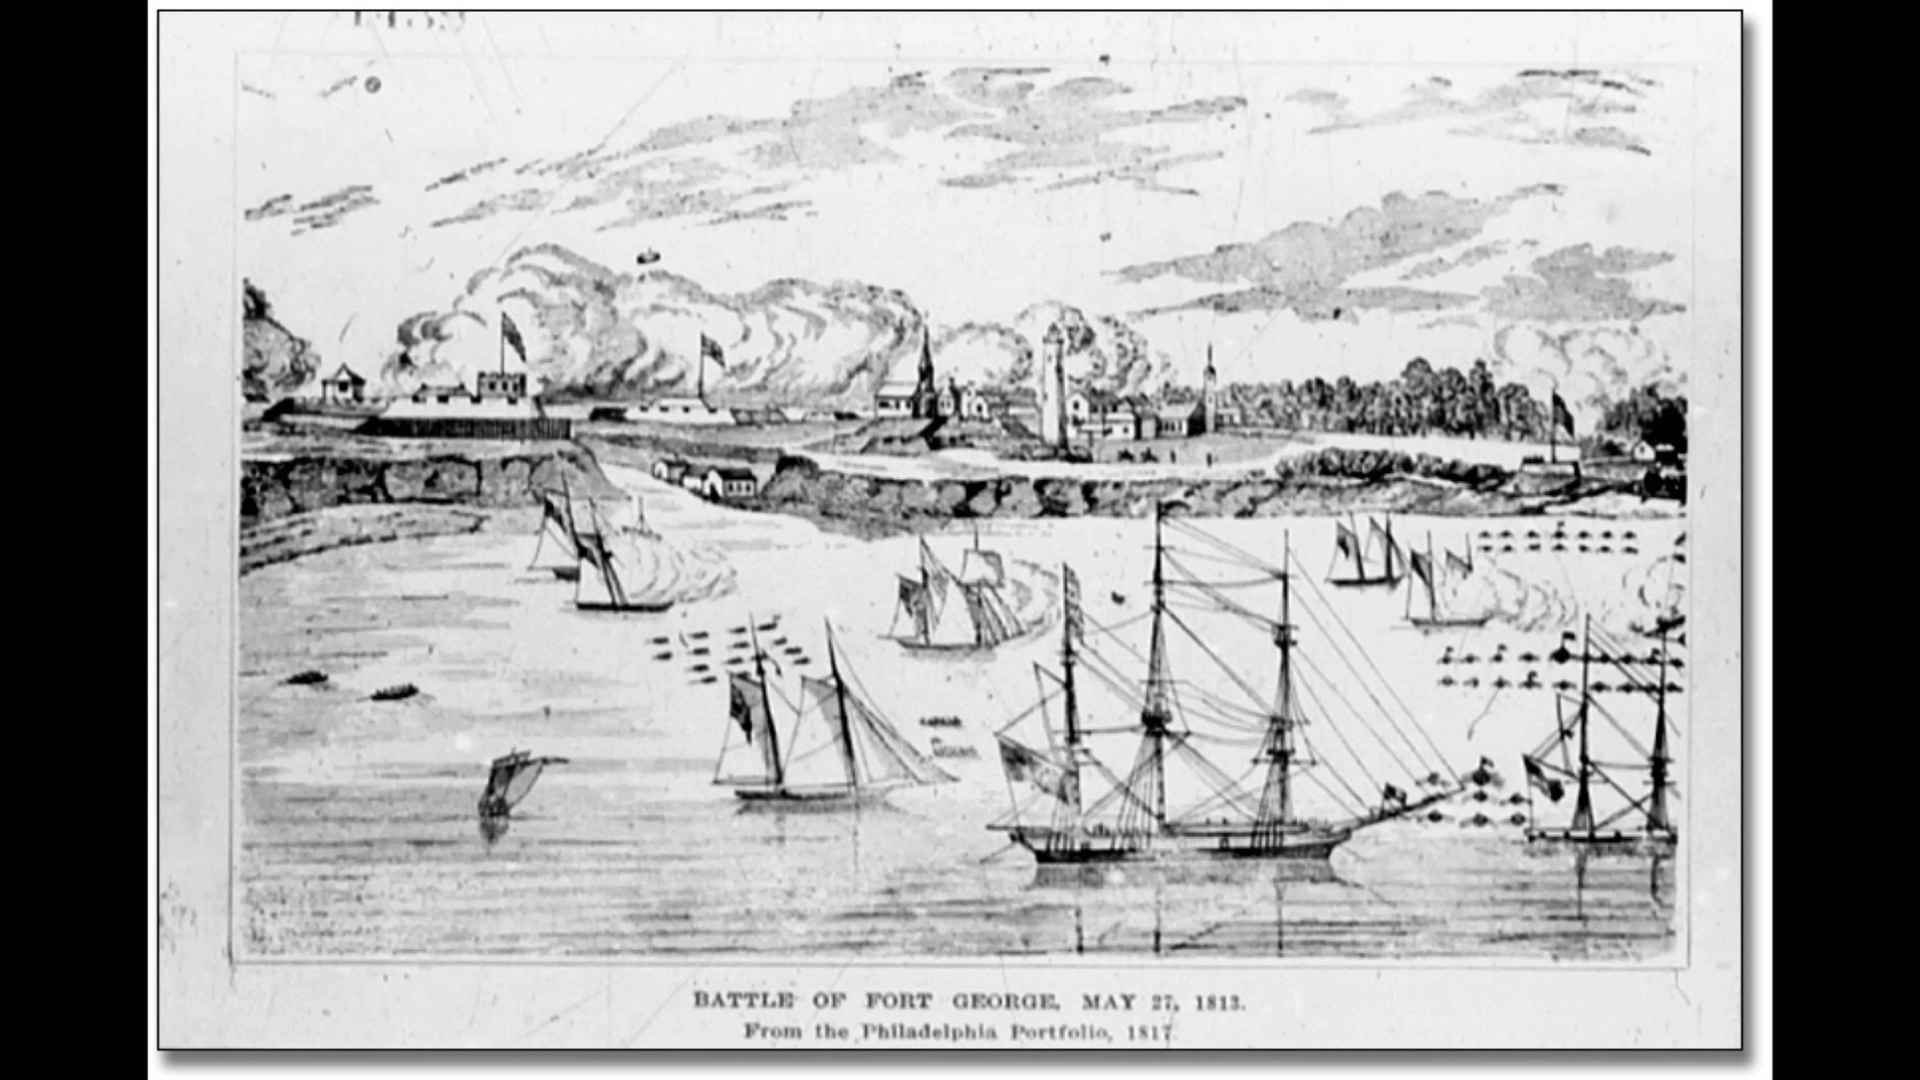 BATTLE OF FORT GEORGE, MAY 27, 1813.
From the Philadelphia Portfolio, 1817.